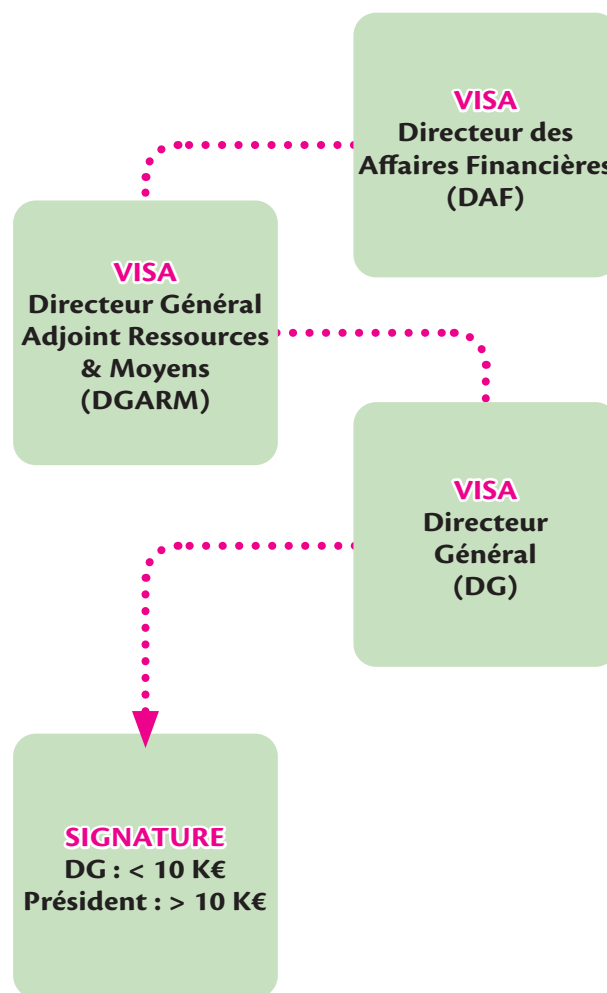 VISA
Directeur des
Affaires Financières
(DAF)
VISA
Directeur Général
Adjoint Ressources
& Moyens
(DGARM)
VISA
Directeur
Général
(DG)
SIGNATURE
DG : < 10 K€
Président : > 10 K€